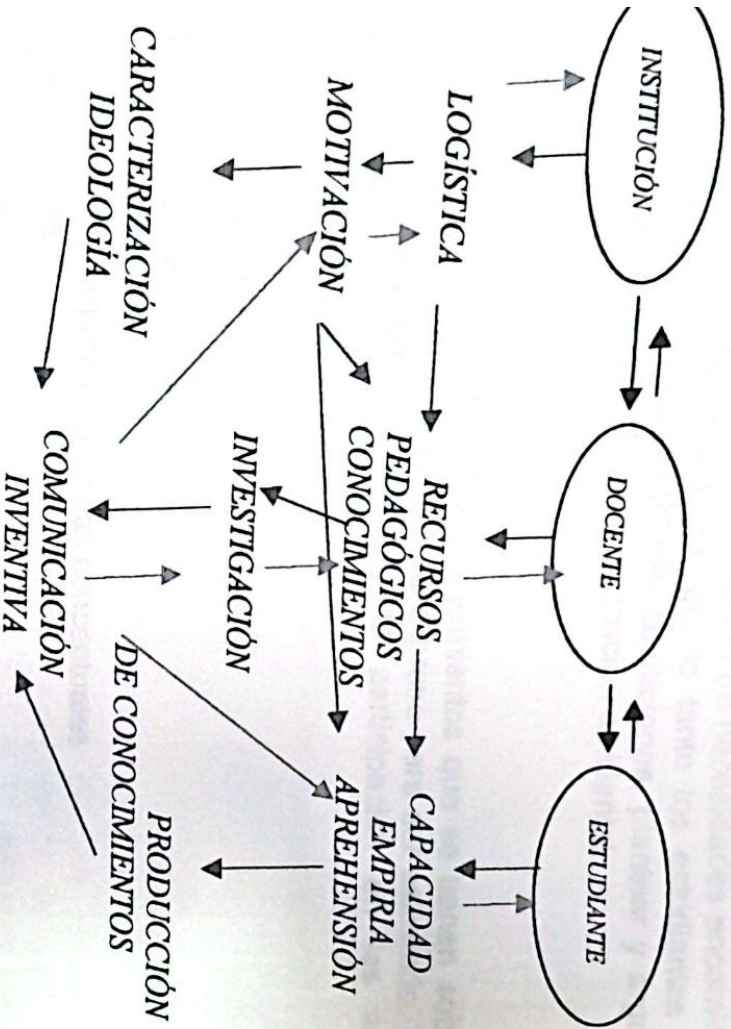 INSTITUCIÓN
DOCENTE
ESTUDIANTE
LOGÍSTICA
RECURSOS
PEDAGÓGICOS
CONOCIMIENTOS
CAPACIDAD
EMPIRIA
APREHENSIÓN
MOTIVACIÓN
INVESTIGACIÓN
CARACTERIZACIÓN
IDEOLOGÍA
COMUNICACIÓN
INVENTIVA
PRODUCCIÓN
DE CONOCIMIENTOS